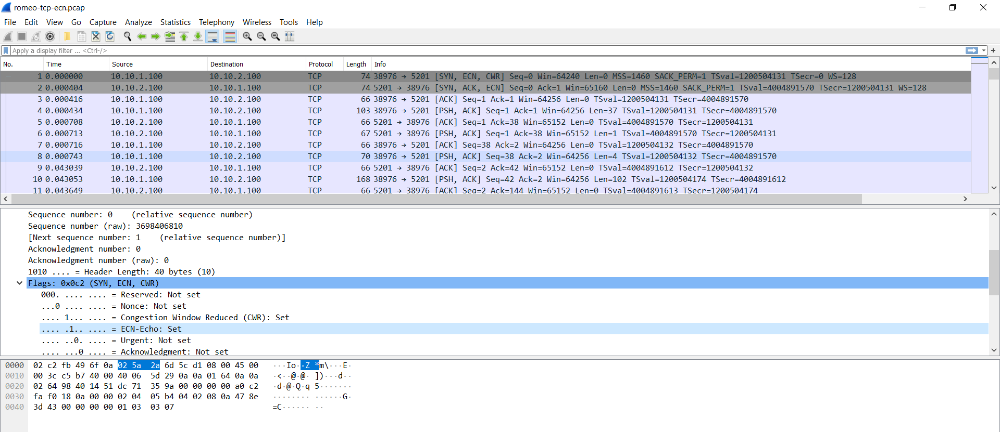 romeo-tcp-ecn.pcap
File Edit View Go Capture Analyze Statistics Telephony Wireless Tools Help
Apply a display filter ... <Ctrl-/>
No. Time Source Destination Protocol Length Info
1 0.000000 10.10.1.100 10.10.2.100 TCP 74 38976 → 5201 [SYN, ECN, CWR] Seq=0 Win=64240 Len=0 MSS=1460 SACK_PERM=1 TSval=1200504131 TSecr=0 WS=128
2 0.000404 10.10.2.100 10.10.1.100 TCP 74 5201 → 38976 [SYN, ACK, ECN] Seq=0 Ack=1 Win=65160 Len=0 MSS=1460 SACK_PERM=1 TSval=4004891570 TSecr=1200504131 WS=128
3 0.000416 10.10.1.100 10.10.2.100 TCP 66 38976 → 5201 [ACK] Seq=1 Ack=1 Win=64256 Len=0 TSval=1200504131 TSecr=4004891570
4 0.000434 10.10.1.100 10.10.2.100 TCP 103 38976 → 5201 [PSH, ACK] Seq=1 Ack=1 Win=64256 Len=37 TSval=1200504131 TSecr=4004891570
5 0.000708 10.10.2.100 10.10.1.100 TCP 66 5201 → 38976 [ACK] Seq=1 Ack=38 Win=65152 Len=0 TSval=4004891570 TSecr=1200504131
6 0.000713 10.10.2.100 10.10.1.100 TCP 67 5201 → 38976 [PSH, ACK] Seq=1 Ack=38 Win=65152 Len=1 TSval=4004891570 TSecr=1200504131
7 0.000716 10.10.1.100 10.10.2.100 TCP 66 38976 → 5201 [ACK] Seq=38 Ack=2 Win=64256 Len=0 TSval=1200504132 TSecr=4004891570
8 0.000743 10.10.1.100 10.10.2.100 TCP 70 38976 → 5201 [PSH, ACK] Seq=38 Ack=2 Win=64256 Len=4 TSval=1200504132 TSecr=4004891570
9 0.043039 10.10.2.100 10.10.1.100 TCP 66 5201 → 38976 [ACK] Seq=2 Ack=42 Win=65152 Len=0 TSval=4004891612 TSecr=1200504132
10 0.043053 10.10.1.100 10.10.2.100 TCP 168 38976 → 5201 [PSH, ACK] Seq=42 Ack=2 Win=64256 Len=102 TSval=1200504174 TSecr=4004891612
11 0.043649 10.10.2.100 10.10.1.100 TCP 66 5201 → 38976 [ACK] Seq=2 Ack=144 Win=65152 Len=0 TSval=4004891613 TSecr=1200504174
Sequence number: 0 (relative sequence number)
Sequence number (raw): 3698406810
[Next sequence number: 1 (relative sequence number)]
Acknowledgment number: 0
Acknowledgment number (raw): 0
1010 .... = Header Length: 40 bytes (10)
Flags: 0x0c2 (SYN, ECN, CWR)
000. .... .... = Reserved: Not set
...0 .... .... = Nonce: Not set
.... 1... .... = Congestion Window Reduced (CWR): Set
.... .1.. .... = ECN-Echo: Set
.... ..0. .... = Urgent: Not set
.... ...0 .... = Acknowledgment: Not set
0000 02 c2 fb 49 6f 0a 02 5a 2a 6d 5c d1 08 00 45 00 ···Io··Z *m\···E·
0010 00 3c c5 b7 40 00 40 06 5d 29 0a 0a 01 64 0a 0a ·<··@·@· ])···d··
0020 02 64 98 40 14 51 dc 71 35 9a 00 00 00 00 a0 c2 ·d·@·Q·q 5·······
0030 fa f0 18 0a 00 00 02 04 05 b4 04 02 08 0a 47 8e ········ ······G·
0040 3d 43 00 00 00 00 01 03 03 07 =C······ ··